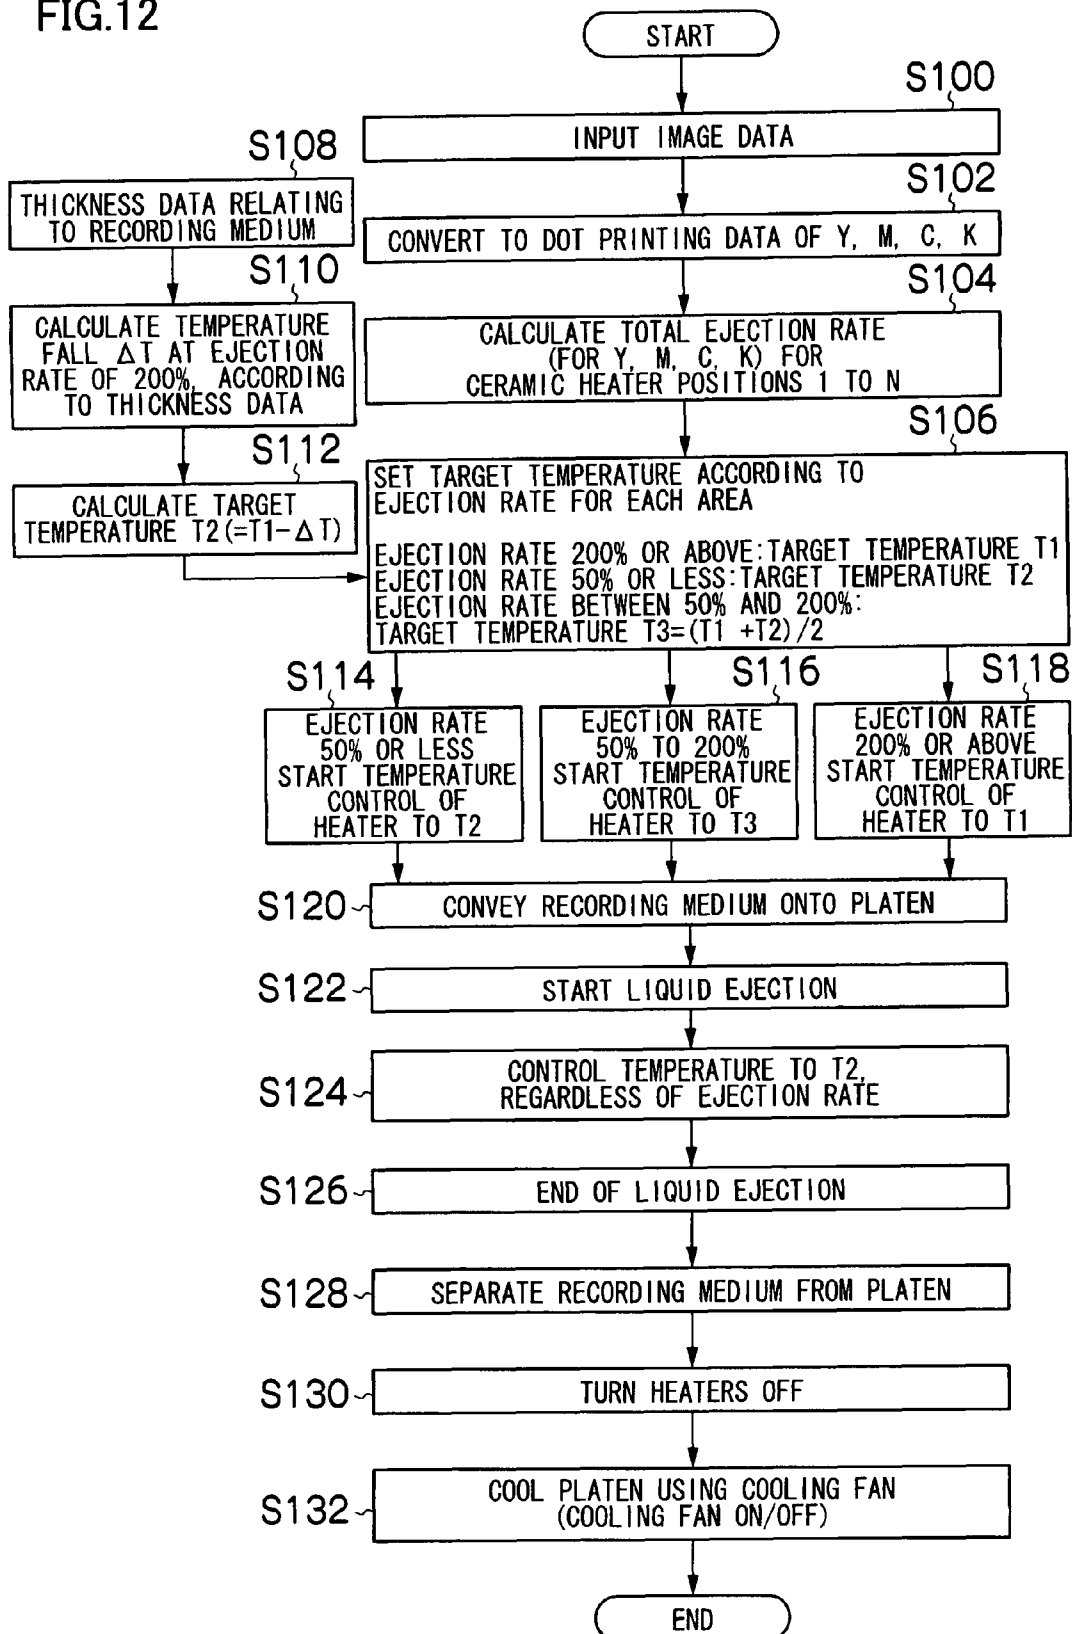 FIG.12
START
S100
INPUT IMAGE DATA
S102
CONVERT TO DOT PRINTING DATA OF Y, M, C, K
S104
CALCULATE TOTAL EJECTION RATE
(FOR Y, M, C, K) FOR
CERAMIC HEATER POSITIONS 1 TO N
S108
THICKNESS DATA RELATING
TO RECORDING MEDIUM
S110
CALCULATE TEMPERATURE
FALL ΔT AT EJECTION
RATE OF 200%, ACCORDING
TO THICKNESS DATA
S112
CALCULATE TARGET
TEMPERATURE T2(=T1-ΔT)
S106
SET TARGET TEMPERATURE ACCORDING TO
EJECTION RATE FOR EACH AREA
EJECTION RATE 200% OR ABOVE:TARGET TEMPERATURE T1
EJECTION RATE 50% OR LESS:TARGET TEMPERATURE T2
EJECTION RATE BETWEEN 50% AND 200%:
TARGET TEMPERATURE T3=(T1 +T2)/2
S114
EJECTION RATE
50% OR LESS
START TEMPERATURE
CONTROL OF
HEATER TO T2
S116
EJECTION RATE
50% TO 200%
START TEMPERATURE
CONTROL OF
HEATER TO T3
S118
EJECTION RATE
200% OR ABOVE
START TEMPERATURE
CONTROL OF
HEATER TO T1
S120
CONVEY RECORDING MEDIUM ONTO PLATEN
S122
START LIQUID EJECTION
S124
CONTROL TEMPERATURE TO T2,
REGARDLESS OF EJECTION RATE
S126
END OF LIQUID EJECTION
S128
SEPARATE RECORDING MEDIUM FROM PLATEN
S130
TURN HEATERS OFF
S132
COOL PLATEN USING COOLING FAN
(COOLING FAN ON/OFF)
END